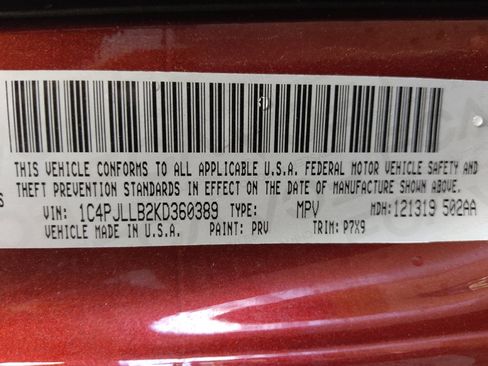 THIS VEHICLE CONFORMS TO ALL APPLICABLE U.S.A. FEDERAL MOTOR VEHICLE SAFETY AND
S THEFT PREVENTION STANDARDS IN EFFECT ON THE DATE OF MANUFACTURE SHOWN ABOVE.
VIN: 1C4PJLLB2KD360389 TYPE: MPV MDH: 121319 502AA
VEHICLE MADE IN U.S.A. PAINT: PRV TRIM: P7X9